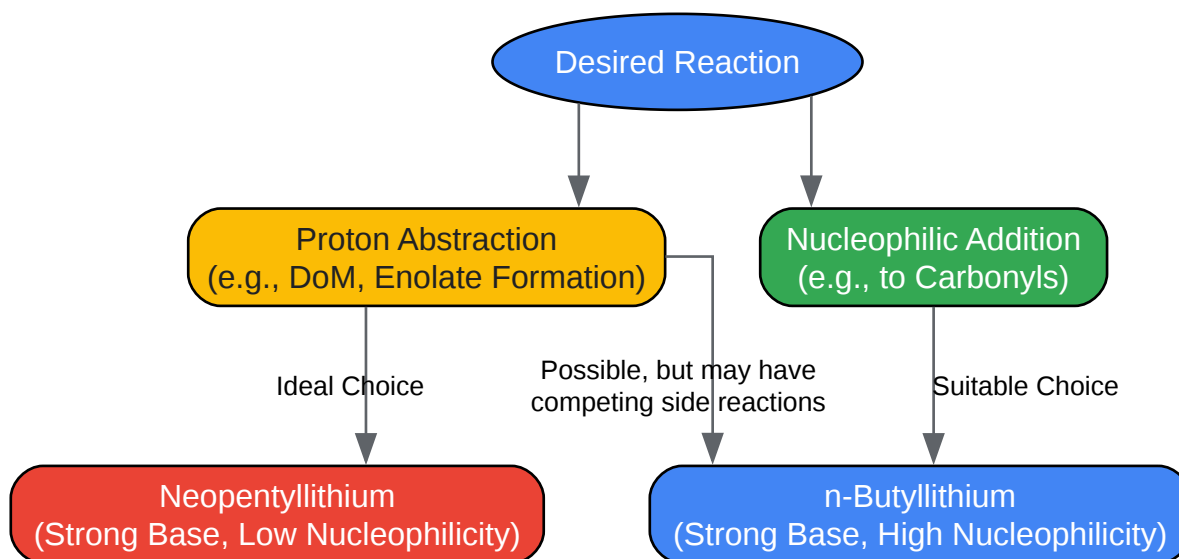 Desired Reaction
Proton Abstraction
(e.g., DoM, Enolate Formation)
Nucleophilic Addition
(e.g., to Carbonyls)
Ideal Choice
Possible, but may have
competing side reactions
Suitable Choice
Neopentyllithium
(Strong Base, Low Nucleophilicity)
n-Butyllithium
(Strong Base, High Nucleophilicity)